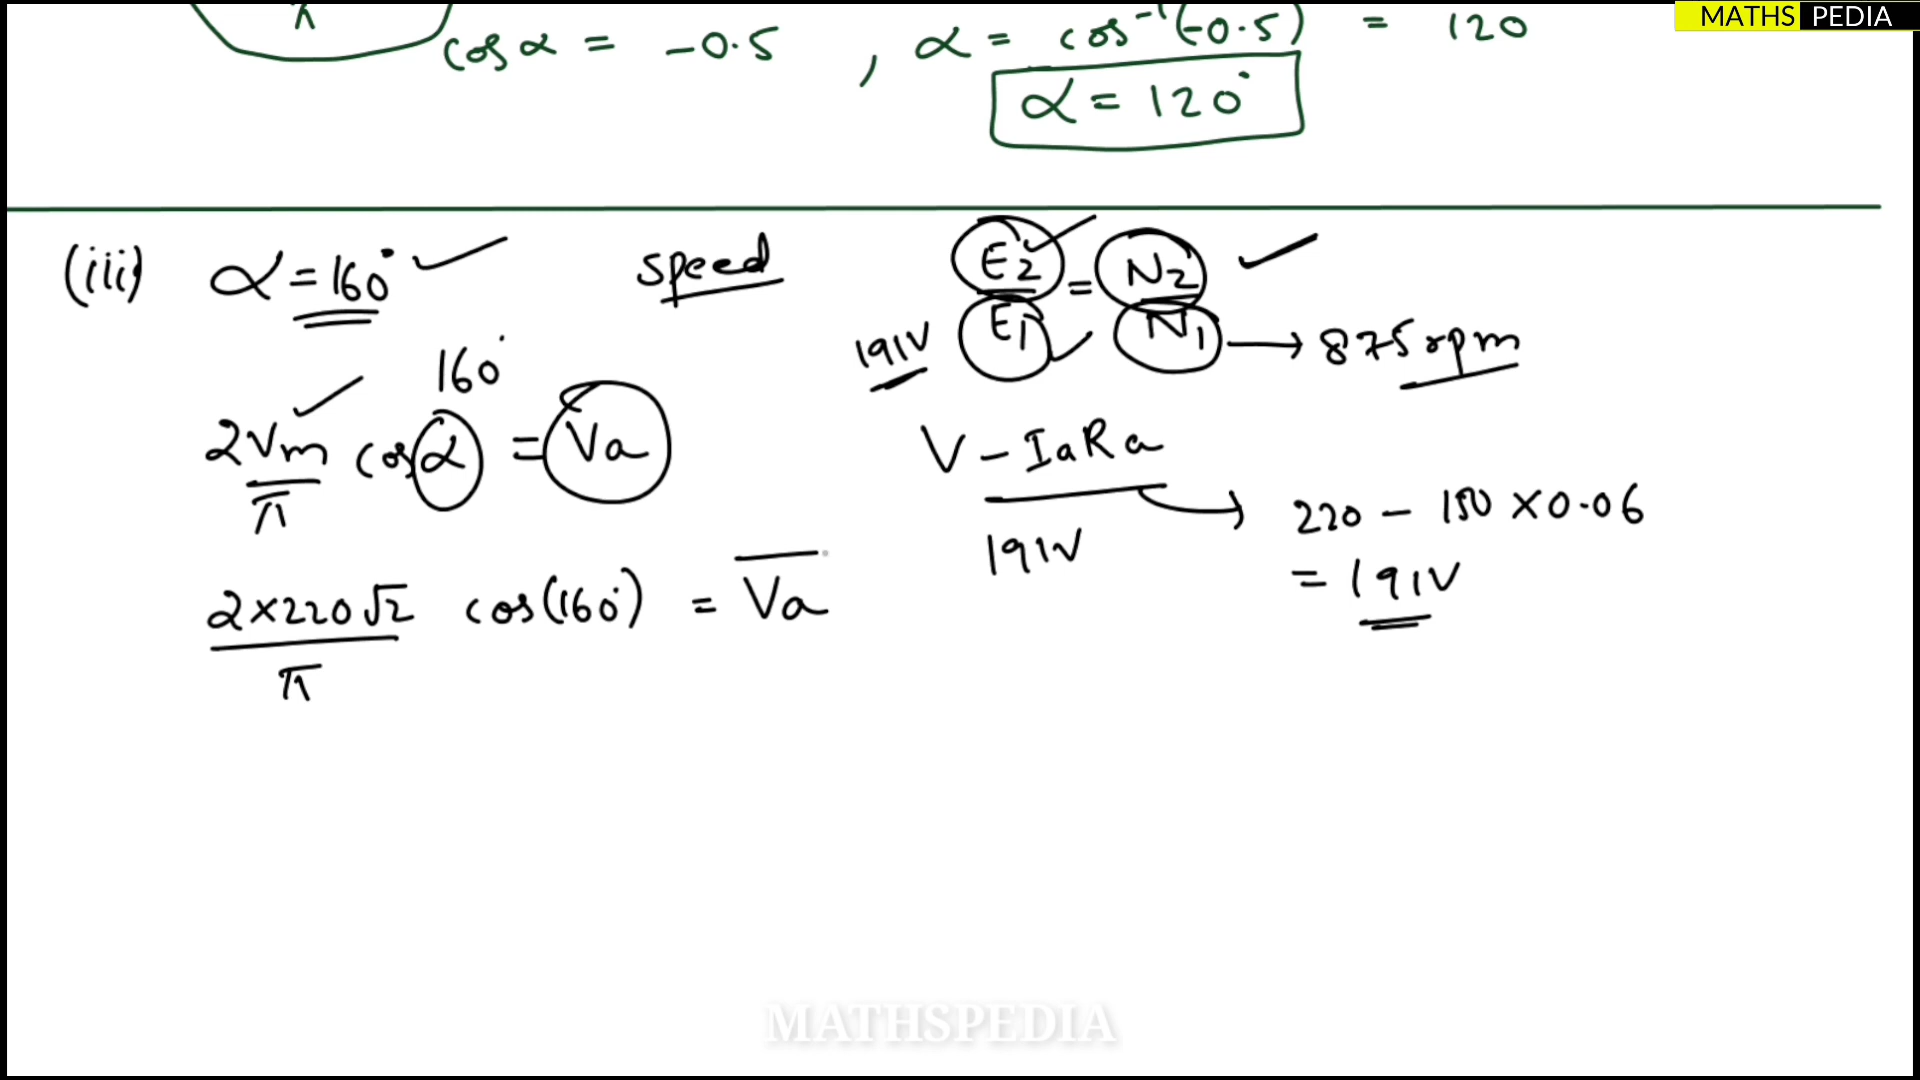 MATHS PEDIA
π
cos α = -0.5 , α = cos⁻¹(-0.5) = 120
α = 120°
(iii) α = 160° speed E2/E1 = N2/N1 → 875 rpm
191V
160°
2Vm/π cos α = Va
V - IaRa → 220 - 150 × 0.06
191V
= 191V
2×220√2/π cos(160°) = Va
MATHSPEDIA